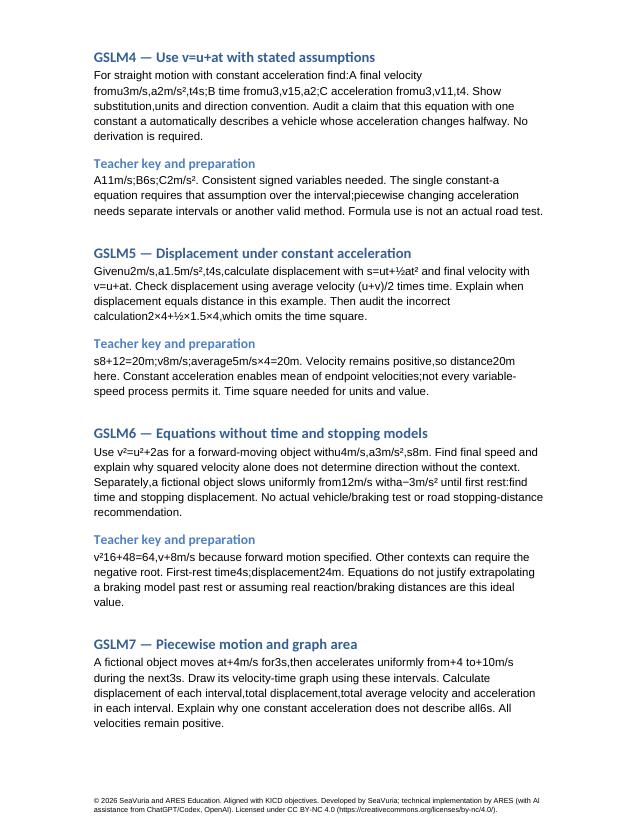 GSLM4 — Use v=u+at with stated assumptions
For straight motion with constant acceleration find:A final velocity
fromu3m/s,a2m/s²,t4s;B time fromu3,v15,a2;C acceleration fromu3,v11,t4. Show
substitution,units and direction convention. Audit a claim that this equation with one
constant a automatically describes a vehicle whose acceleration changes halfway. No
derivation is required.
Teacher key and preparation
A11m/s;B6s;C2m/s². Consistent signed variables needed. The single constant-a
equation requires that assumption over the interval;piecewise changing acceleration
needs separate intervals or another valid method. Formula use is not an actual road test.
GSLM5 — Displacement under constant acceleration
Givenu2m/s,a1.5m/s²,t4s,calculate displacement with s=ut+½at² and final velocity with
v=u+at. Check displacement using average velocity (u+v)/2 times time. Explain when
displacement equals distance in this example. Then audit the incorrect
calculation2×4+½×1.5×4,which omits the time square.
Teacher key and preparation
s8+12=20m;v8m/s;average5m/s×4=20m. Velocity remains positive,so distance20m
here. Constant acceleration enables mean of endpoint velocities;not every variable-
speed process permits it. Time square needed for units and value.
GSLM6 — Equations without time and stopping models
Use v²=u²+2as for a forward-moving object withu4m/s,a3m/s²,s8m. Find final speed and
explain why squared velocity alone does not determine direction without the context.
Separately,a fictional object slows uniformly from12m/s witha−3m/s² until first rest:find
time and stopping displacement. No actual vehicle/braking test or road stopping-distance
recommendation.
Teacher key and preparation
v²16+48=64,v+8m/s because forward motion specified. Other contexts can require the
negative root. First-rest time4s;displacement24m. Equations do not justify extrapolating
a braking model past rest or assuming real reaction/braking distances are this ideal
value.
GSLM7 — Piecewise motion and graph area
A fictional object moves at+4m/s for3s,then accelerates uniformly from+4 to+10m/s
during the next3s. Draw its velocity-time graph using these intervals. Calculate
displacement of each interval,total displacement,total average velocity and acceleration
in each interval. Explain why one constant acceleration does not describe all6s. All
velocities remain positive.
© 2026 SeaVuria and ARES Education. Aligned with KICD objectives. Developed by SeaVuria; technical implementation by ARES (with AI
assistance from ChatGPT/Codex, OpenAI). Licensed under CC BY-NC 4.0 (https://creativecommons.org/licenses/by-nc/4.0/).